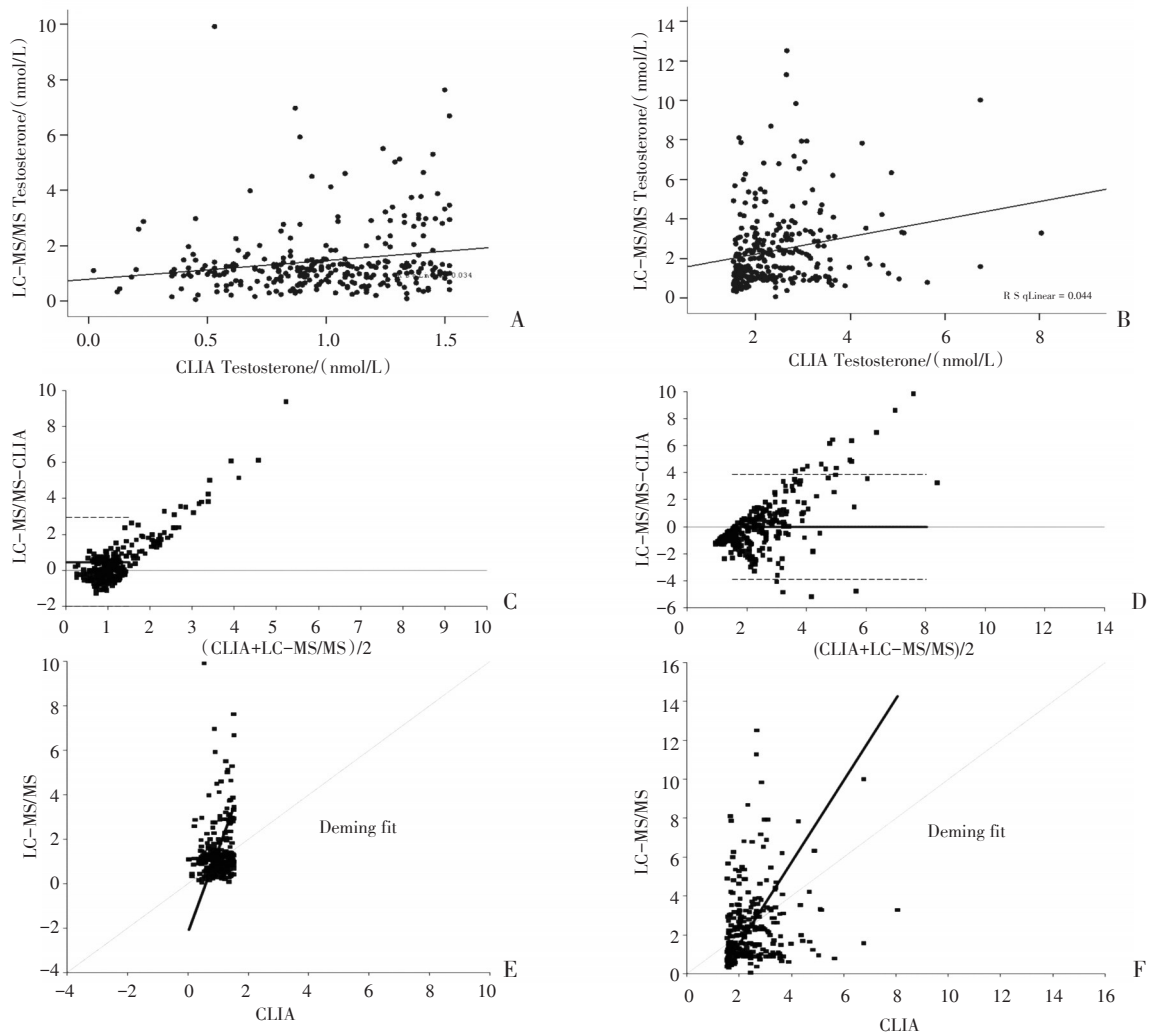 10
8
6
4
2
0
LC-MS/MS Testosterone/(nmol/L)
0.034
0.0
0.5
1.0
1.5
CLIA Testosterone/(nmol/L)
A
14
12
10
8
6
4
2
0
LC-MS/MS Testosterone/(nmol/L)
R S qLinear = 0.044
2
4
6
8
CLIA Testosterone/(nmol/L)
B
10
8
6
4
2
0
−2
LC-MS/MS-CLIA
0 1 2 3 4 5 6 7 8 9 10
(CLIA+LC-MS/MS)/2
C
10
8
6
4
2
0
−2
−4
−6
LC-MS/MS-CLIA
0 2 4 6 8 10 12 14
(CLIA+LC-MS/MS)/2
D
10
8
6
4
2
0
−2
−4
LC-MS/MS
Deming fit
−4 −2 0 2 4 6 8 10
CLIA
E
16
14
12
10
8
6
4
2
0
LC-MS/MS
Deming fit
0 2 4 6 8 10 12 14 16
CLIA
F